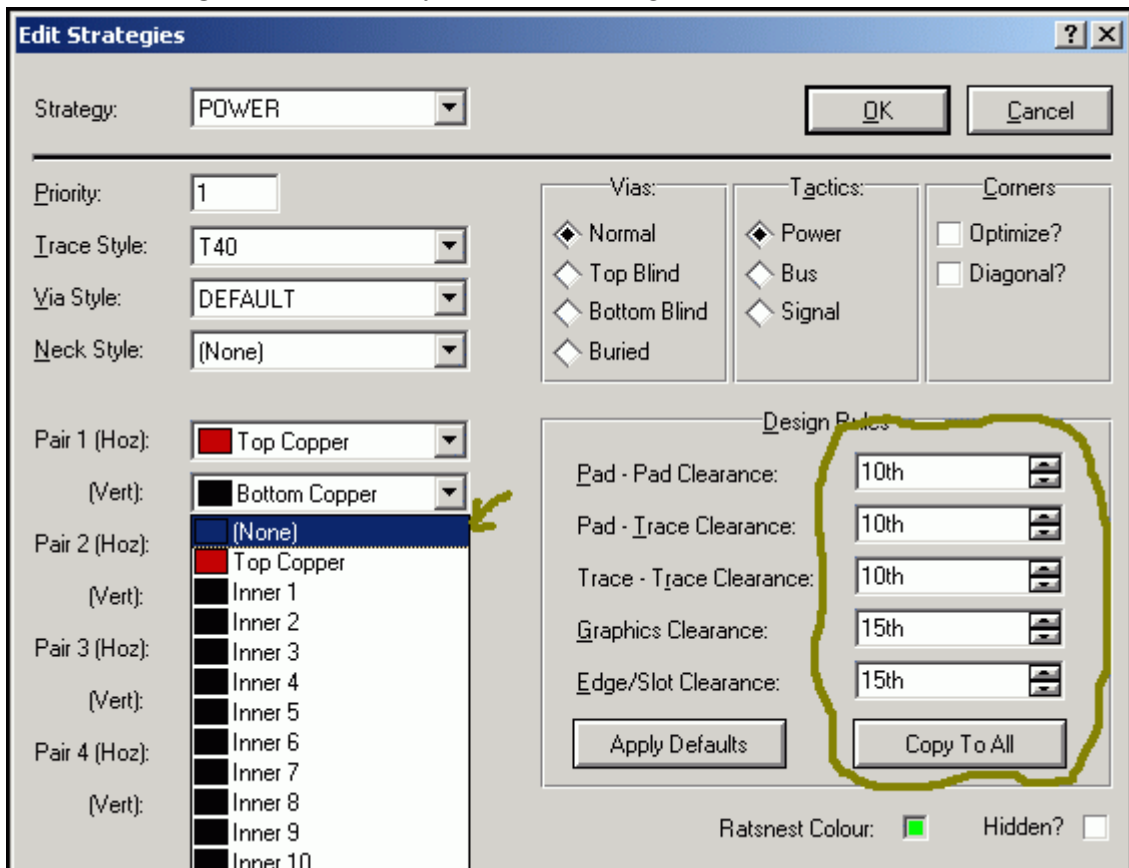 Edit Strategies
Strategy: POWER OK Cancel
Priority: 1
Trace Style: T40
Via Style: DEFAULT
Neck Style: (None)
Vias:
Normal
Top Blind
Bottom Blind
Buried
Tactics:
Power
Bus
Signal
Corners
Optimize?
Diagonal?
Pair 1 (Hoz): Top Copper
(Vert): Bottom Copper
Pair 2 (Hoz):
(Vert):
Pair 3 (Hoz):
(Vert):
Pair 4 (Hoz):
(Vert):
(None)
Top Copper
Inner 1
Inner 2
Inner 3
Inner 4
Inner 5
Inner 6
Inner 7
Inner 8
Inner 9
Inner 10
Design Rules
Pad - Pad Clearance: 10th
Pad - Trace Clearance: 10th
Trace - Trace Clearance: 10th
Graphics Clearance: 15th
Edge/Slot Clearance: 15th
Apply Defaults Copy To All
Ratsnest Colour: Hidden?